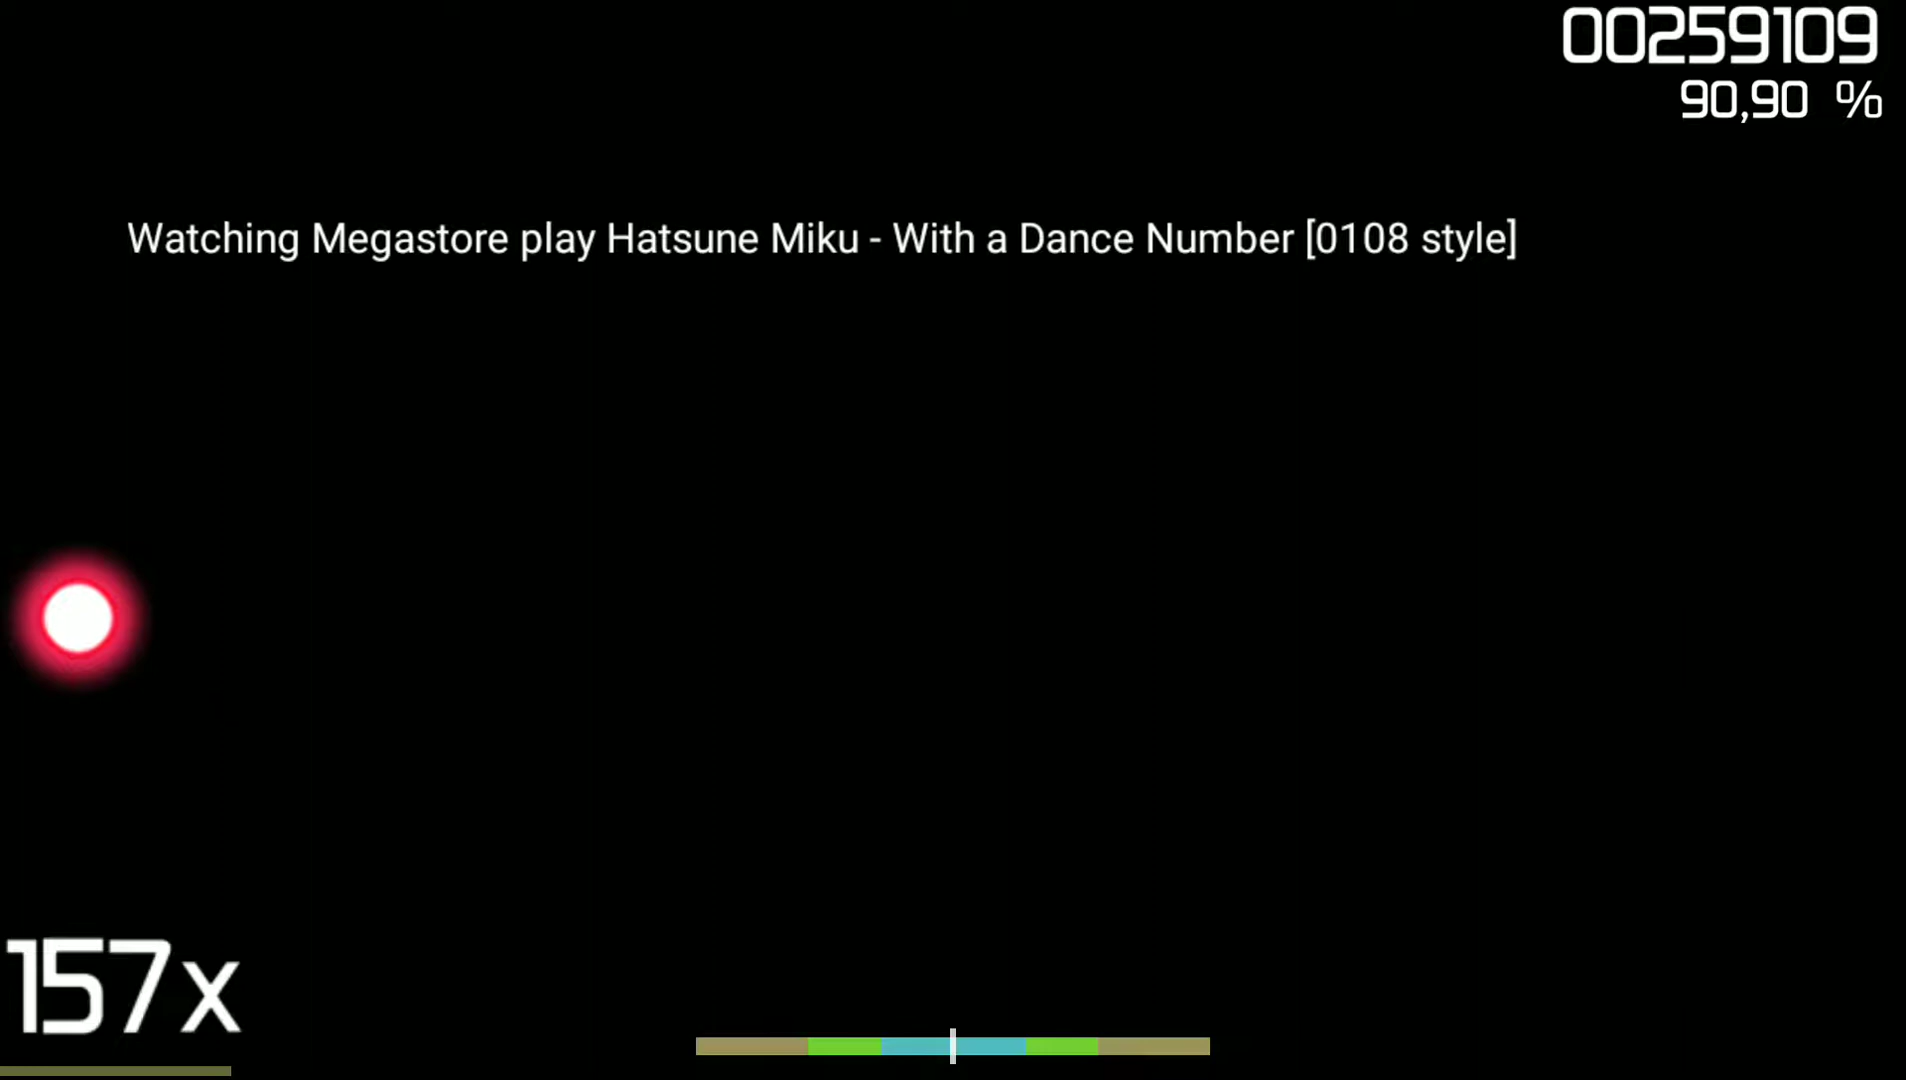 00259109
90,90 %
Watching Megastore play Hatsune Miku - With a Dance Number [0108 style]
157x